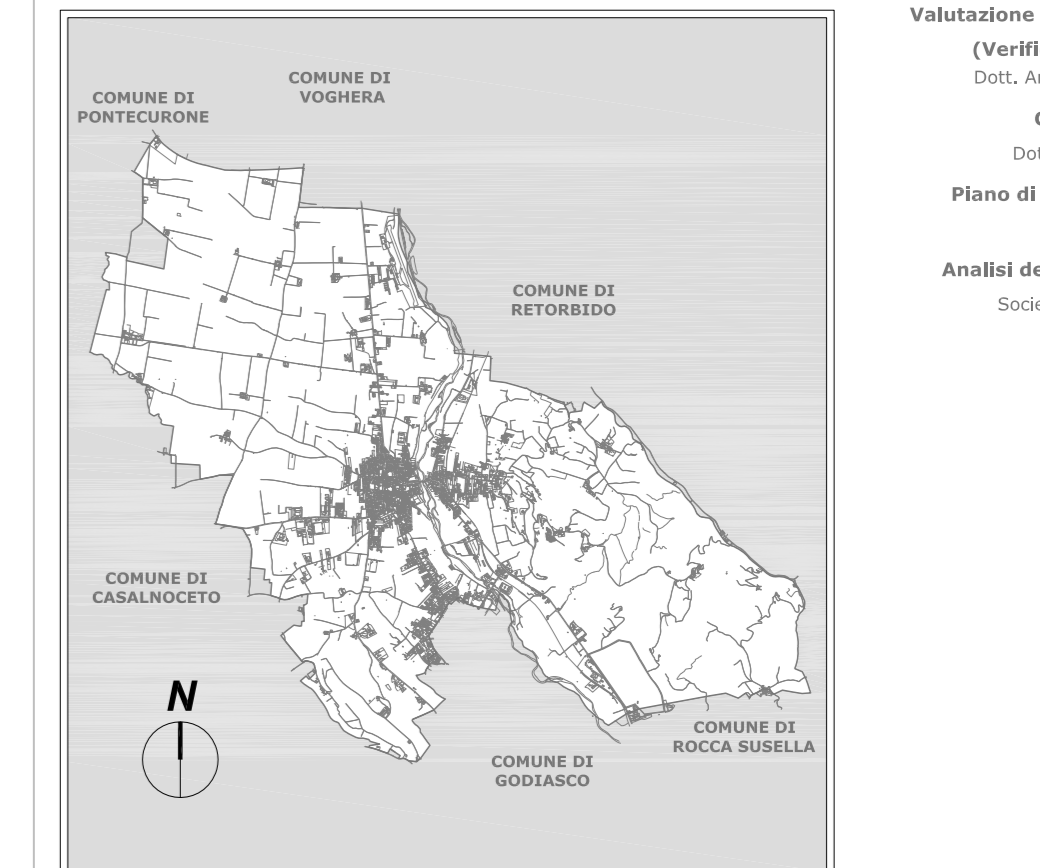 COMUNE DI
PONTECURONE
COMUNE DI
VOGHERA
COMUNE DI
RETORBIDO
COMUNE DI
CASALNOCETO
N
COMUNE DI
GODIASCO
COMUNE DI
ROCCA SUSELLA
Valutazione
(Verifi
Dott.
Piano di
Analisi de
Socie